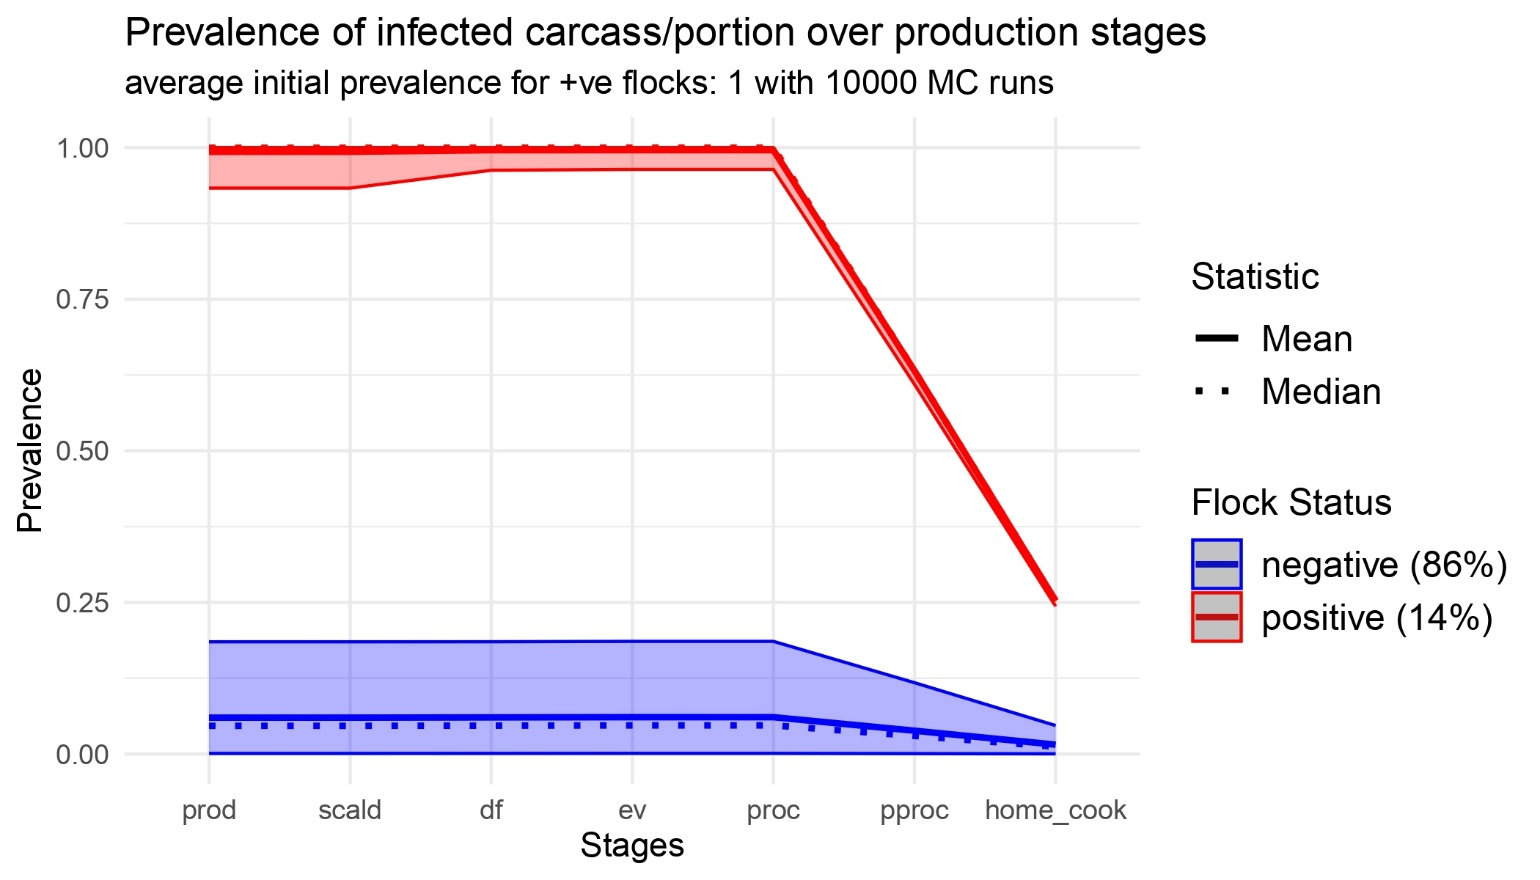 Prevalence of infected carcass/portion over production stages
average initial prevalence for +ve flocks: 1 with 10000 MC runs
1.00
0.75
0.50
0.25
0.00
Prevalence
prod scald df ev proc pproc home_cook
Stages
Statistic
Mean
Median
Flock Status
negative (86%)
positive (14%)